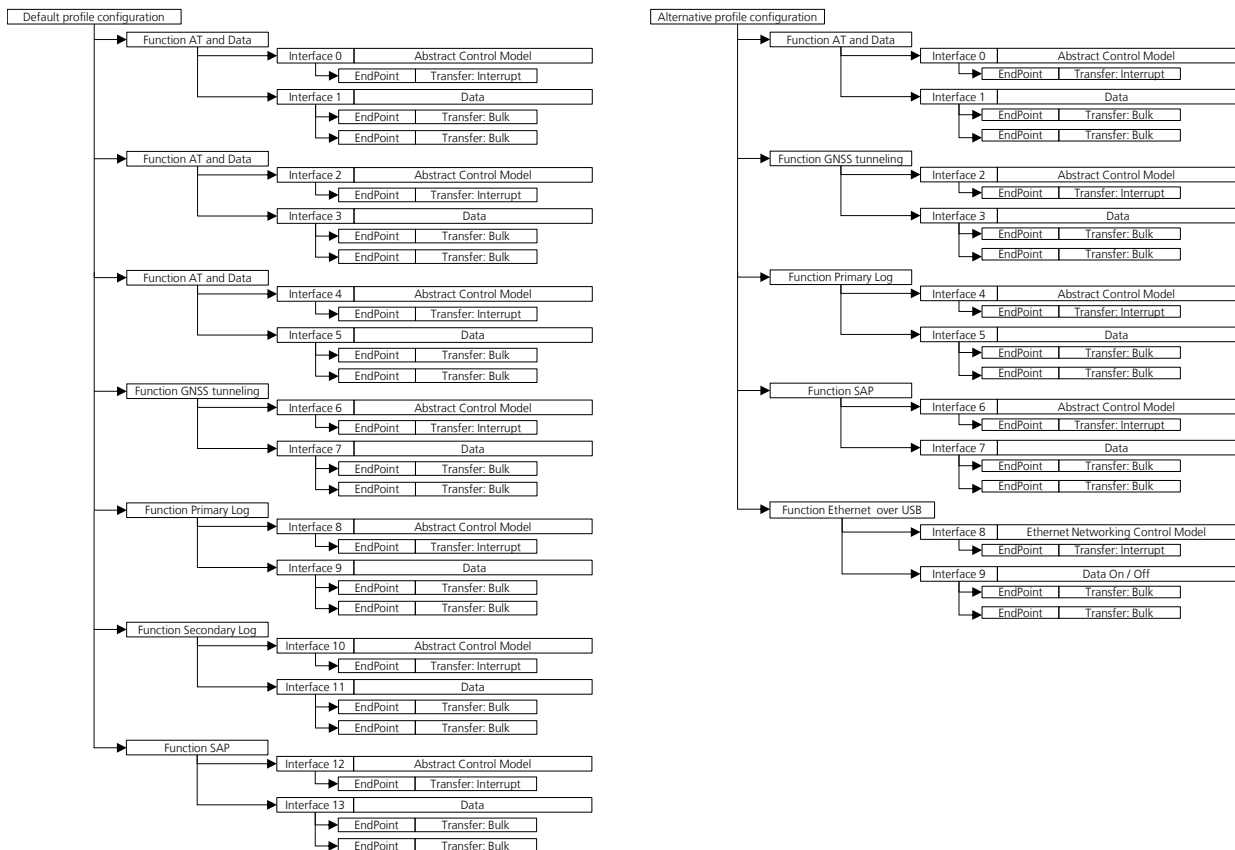 Default profile configuration
Function AT and Data
Interface 0 Abstract Control Model
EndPoint Transfer: Interrupt
Interface 1 Data
EndPoint Transfer: Bulk
EndPoint Transfer: Bulk
Function AT and Data
Interface 2 Abstract Control Model
EndPoint Transfer: Interrupt
Interface 3 Data
EndPoint Transfer: Bulk
EndPoint Transfer: Bulk
Function AT and Data
Interface 4 Abstract Control Model
EndPoint Transfer: Interrupt
Interface 5 Data
EndPoint Transfer: Bulk
EndPoint Transfer: Bulk
Function GNSS tunneling
Interface 6 Abstract Control Model
EndPoint Transfer: Interrupt
Interface 7 Data
EndPoint Transfer: Bulk
EndPoint Transfer: Bulk
Function Primary Log
Interface 8 Abstract Control Model
EndPoint Transfer: Interrupt
Interface 9 Data
EndPoint Transfer: Bulk
EndPoint Transfer: Bulk
Function Secondary Log
Interface 10 Abstract Control Model
EndPoint Transfer: Interrupt
Interface 11 Data
EndPoint Transfer: Bulk
EndPoint Transfer: Bulk
Function SAP
Interface 12 Abstract Control Model
EndPoint Transfer: Interrupt
Interface 13 Data
EndPoint Transfer: Bulk
EndPoint Transfer: Bulk
Alternative profile configuration
Function AT and Data
Interface 0 Abstract Control Model
EndPoint Transfer: Interrupt
Interface 1 Data
EndPoint Transfer: Bulk
EndPoint Transfer: Bulk
Function GNSS tunneling
Interface 2 Abstract Control Model
EndPoint Transfer: Interrupt
Interface 3 Data
EndPoint Transfer: Bulk
EndPoint Transfer: Bulk
Function Primary Log
Interface 4 Abstract Control Model
EndPoint Transfer: Interrupt
Interface 5 Data
EndPoint Transfer: Bulk
EndPoint Transfer: Bulk
Function SAP
Interface 6 Abstract Control Model
EndPoint Transfer: Interrupt
Interface 7 Data
EndPoint Transfer: Bulk
EndPoint Transfer: Bulk
Function Ethernet over USB
Interface 8 Ethernet Networking Control Model
EndPoint Transfer: Interrupt
Interface 9 Data On / Off
EndPoint Transfer: Bulk
EndPoint Transfer: Bulk